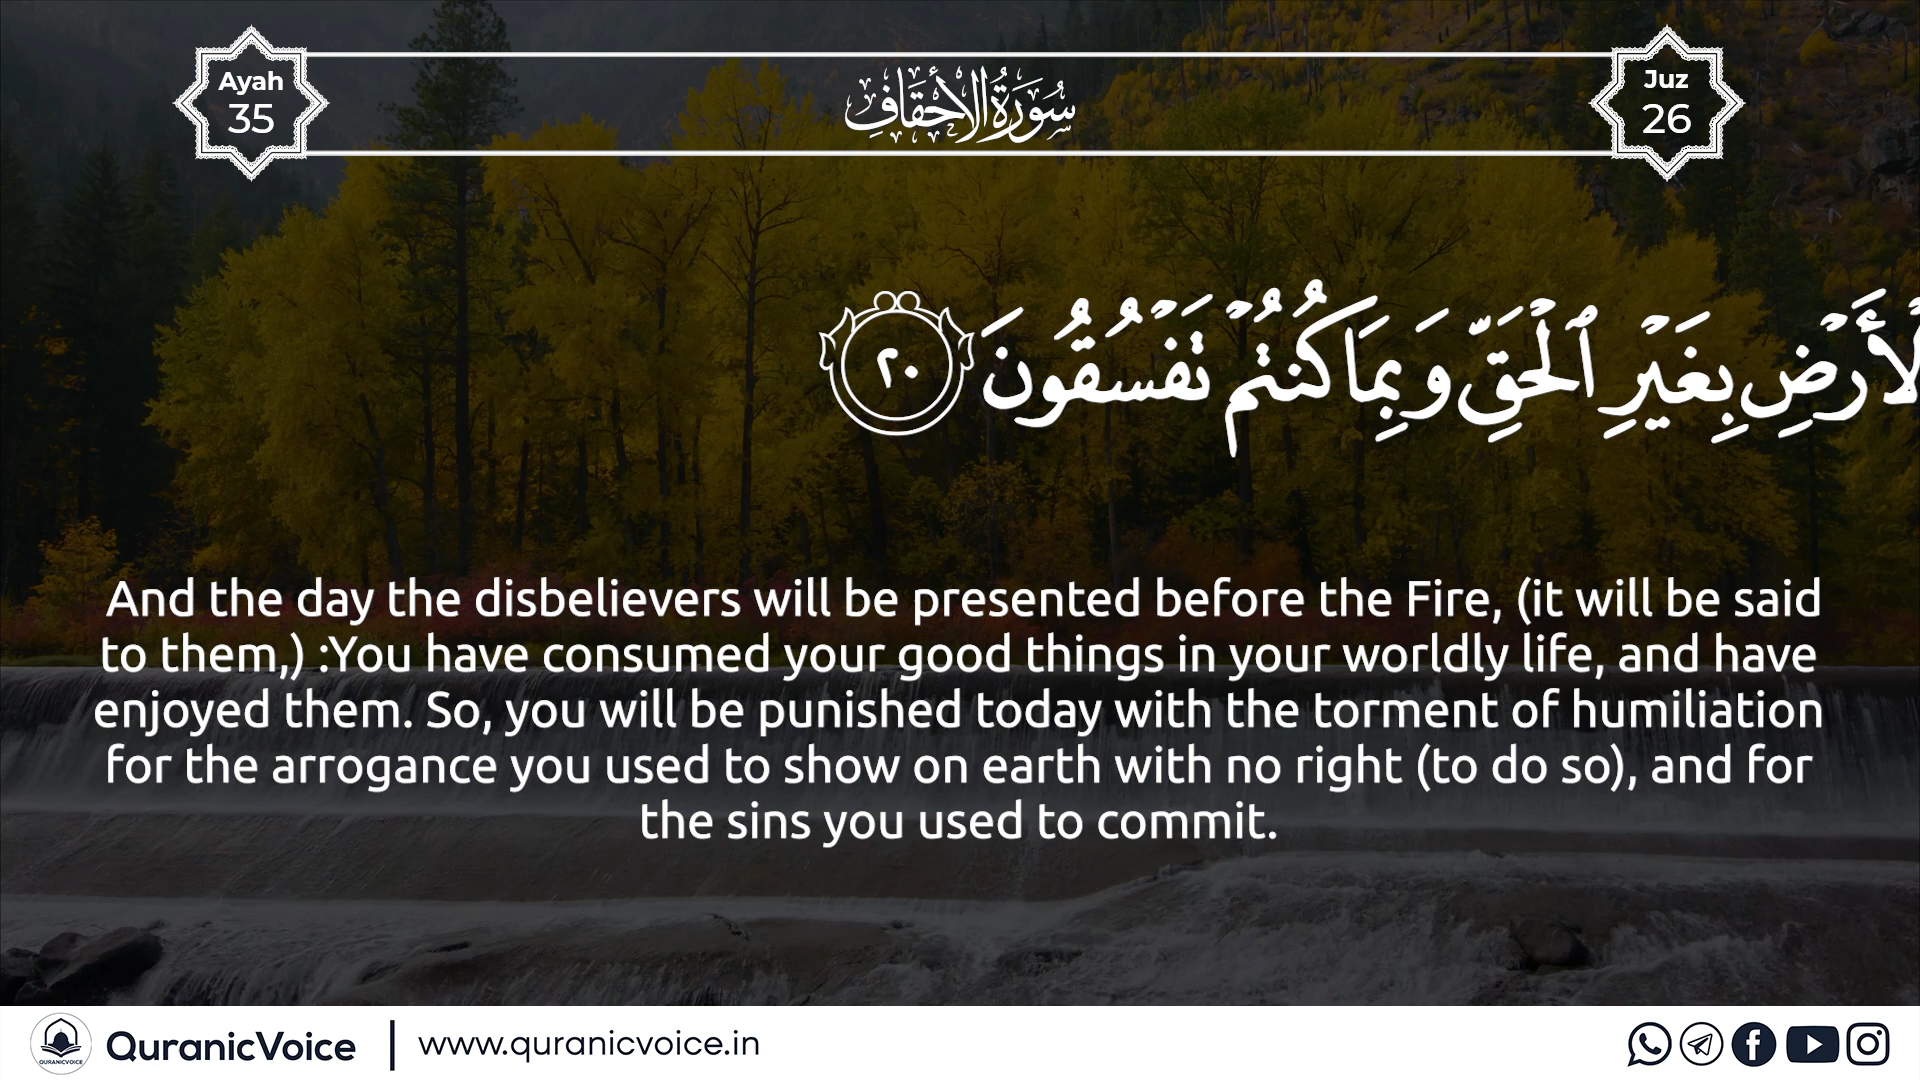 Ayah
35
سُورَةُ الأَحْقَافِ
Juz
26
ٱلْأَرْضِ بِغَيْرِ ٱلْحَقِّ وَبِمَا كُنتُمْ تَفْسُقُونَ ٢٠
And the day the disbelievers will be presented before the Fire, (it will be said
to them,) :You have consumed your good things in your worldly life, and have
enjoyed them. So, you will be punished today with the torment of humiliation
for the arrogance you used to show on earth with no right (to do so), and for
the sins you used to commit.
QURANICVOICE
QuranicVoice
www.quranicvoice.in